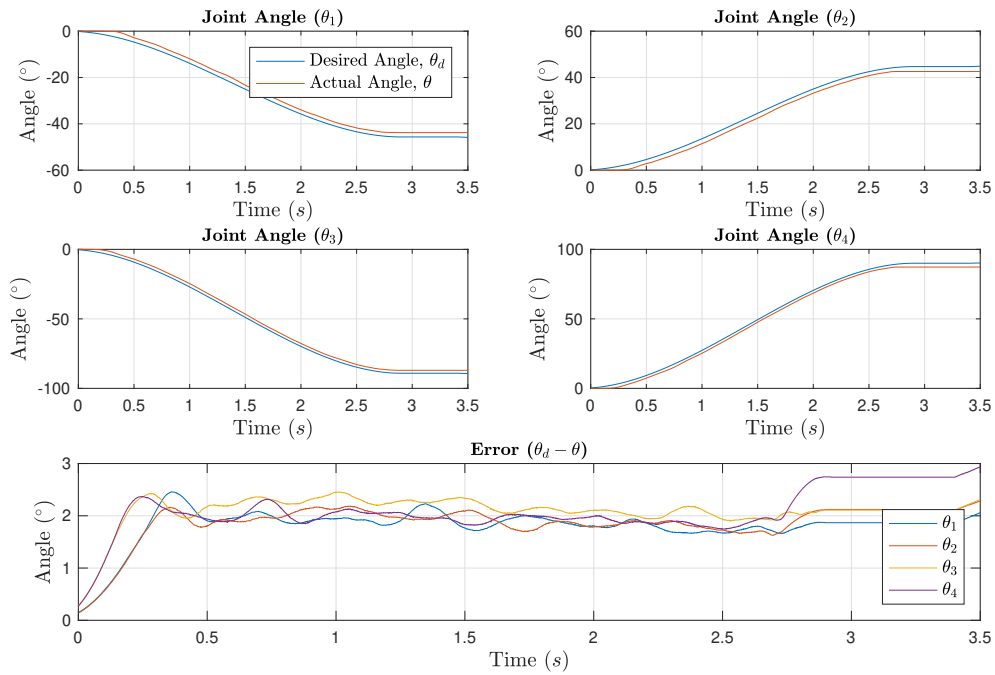 Joint Angle (θ₁)
Angle (°)
0
-20
-40
-60
0 0.5 1 1.5 2 2.5 3 3.5
Time (s)
Desired Angle, θ_d
Actual Angle, θ
Joint Angle (θ₂)
Angle (°)
60
40
20
0
0 0.5 1 1.5 2 2.5 3 3.5
Time (s)
Joint Angle (θ₃)
Angle (°)
0
-50
-100
0 0.5 1 1.5 2 2.5 3 3.5
Time (s)
Joint Angle (θ₄)
Angle (°)
100
50
0
0 0.5 1 1.5 2 2.5 3 3.5
Time (s)
Error (θ_d − θ)
Angle (°)
3
2
1
0
0 0.5 1 1.5 2 2.5 3 3.5
Time (s)
θ₁
θ₂
θ₃
θ₄